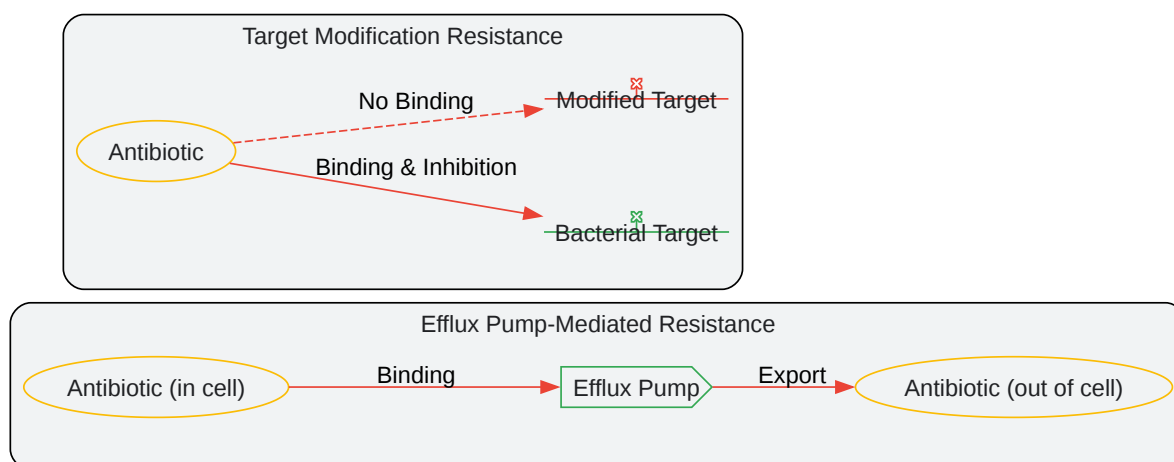 Target Modification Resistance
No Binding
Modified Target
Antibiotic
Binding & Inhibition
Bacterial Target
Efflux Pump-Mediated Resistance
Antibiotic (in cell)
Binding
Efflux Pump
Export
Antibiotic (out of cell)